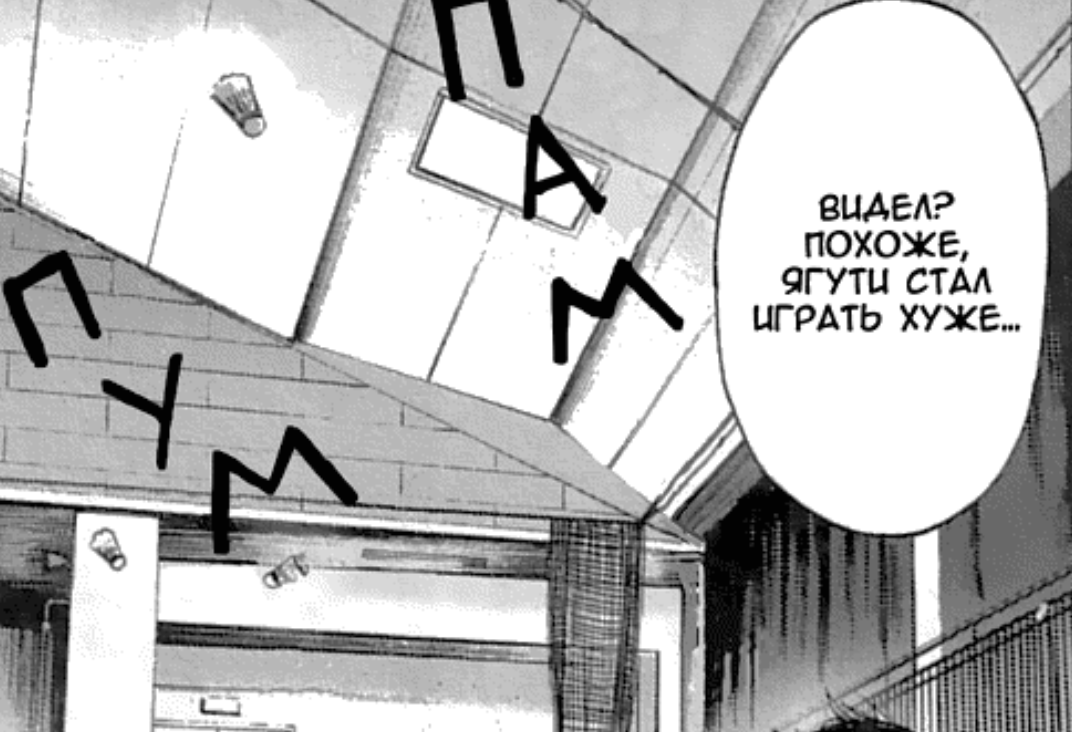 ПАМ
ПУМ
ВИДЕЛ?
ПОХОЖЕ,
ЯГУТИ СТАЛ
ИГРАТЬ ХУЖЕ...